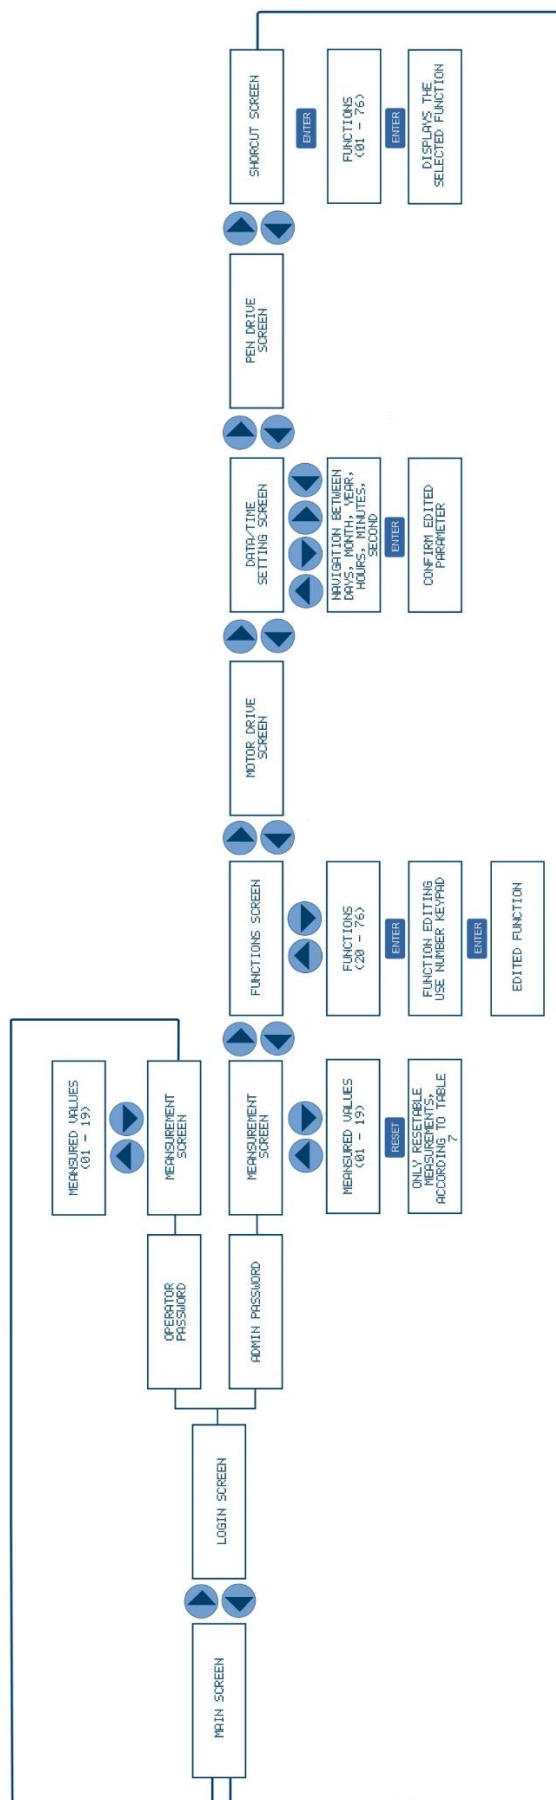 MAIN SCREEN
LOGIN SCREEN
OPERATOR
PASSWORD
MEANSUREMENT
SCREEN
MEANSURED VALUES
(01 - 19)
ADMIN PASSWORD
MEANSUREMENT
SCREEN
MEANSURED VALUES
(01 - 19)
RESET
ONLY RESETABLE
MEASUREMENTS,
ACCORDING TO TABLE
7
FUNCTIONS SCREEN
FUNCTIONS
(20 - 76)
ENTER
FUNCTION EDITING
USE NUMBER KEYPAD
ENTER
EDITED FUNCTION
MOTOR DRIVE
SCREEN
DATA/TIME
SETTING SCREEN
NAVIGATION BETWEEN
DAYS, MONTH, YEAR,
HOURS, MINUTES,
SECOND
ENTER
CONFIRM EDITED
PARAMETER
PEN DRIVE
SCREEN
SHORCUT SCREEN
ENTER
FUNCTIONS
(01 - 76)
ENTER
DISPLAYS THE
SELECTED FUNCTION